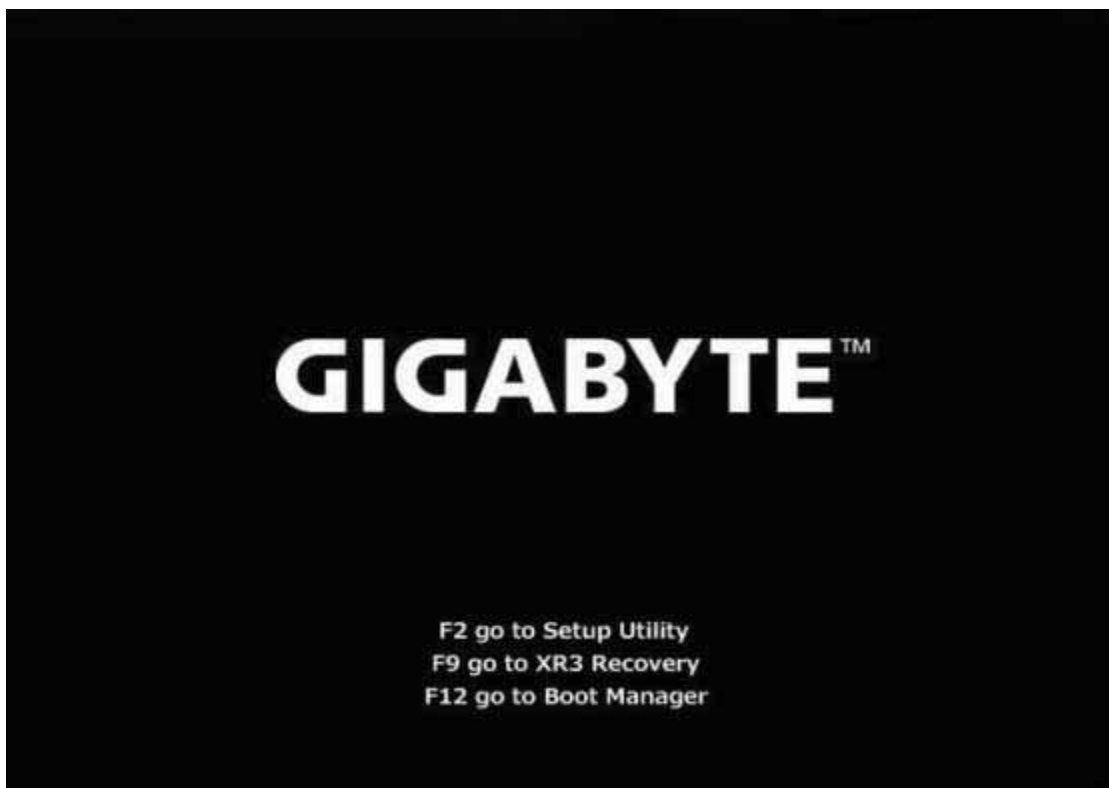 GIGABYTE™
F2 go to Setup Utility
F9 go to XR3 Recovery
F12 go to Boot Manager